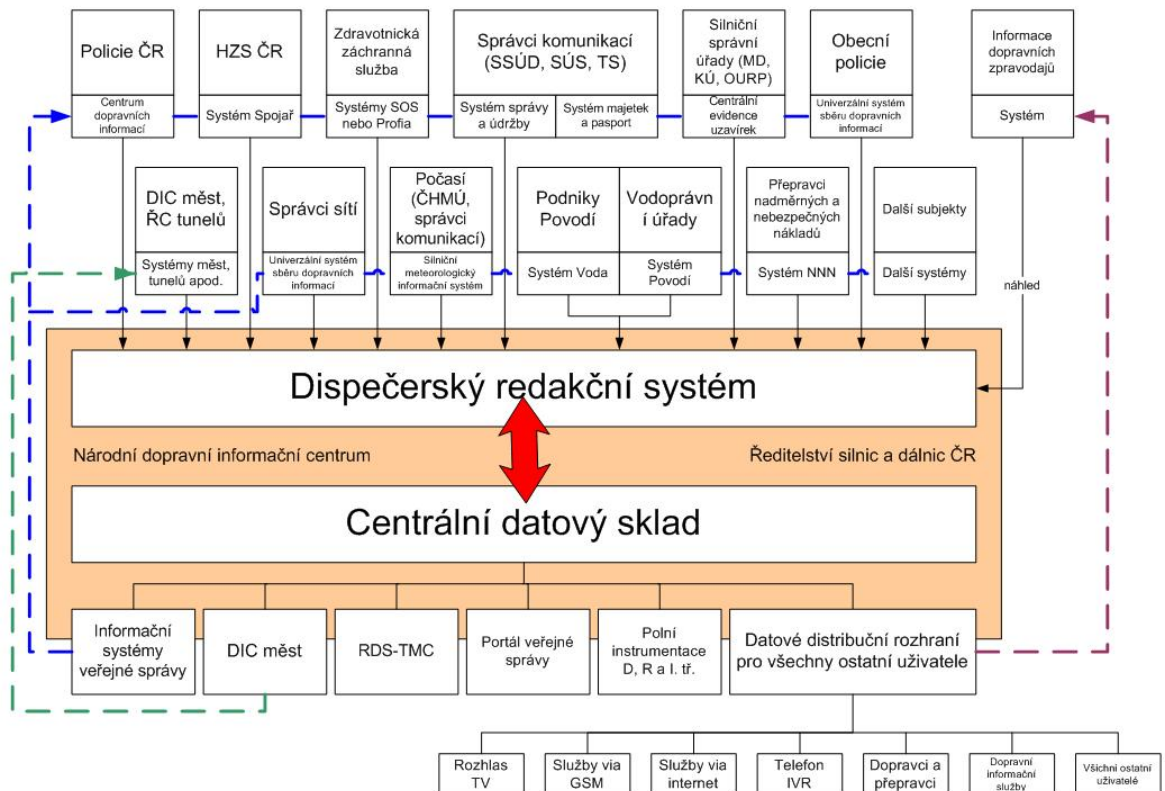 Policie ČR
HZS ČR
Zdravotnická
záchranná
služba
Správci komunikací
(SSÚD, SÚS, TS)
Silniční
správní
úřady (MD,
KÚ, OURP)
Obecní
policie
Informace
dopravních
zpravodajů
Centrum
dopravních
informací
Systém Spojař
Systémy SOS
nebo Profia
Systém správy
a údržby
Systém majetek
a pasport
Centrální
evidence
uzavírek
Univerzální systém
sběru dopravních
informací
Systém
DIC měst,
ŘC tunelů
Správci sítí
Počasí
(ČHMÚ,
správci
komunikací)
Podniky
Povodí
Vodoprávn
í úřady
Přepravci
nadměrných a
nebezpečných
nákladů
Další subjekty
Systémy měst,
tunelů apod.
Univerzální systém
sběru dopravních
informací
Silniční
meteorologický
informační systém
Systém Voda
Systém
Povodí
Systém NNN
Další systémy
náhled
Dispečerský redakční systém
Národní dopravní informační centrum
Ředitelství silnic a dálnic ČR
Centrální datový sklad
Informační
systémy
veřejné správy
DIC měst
RDS-TMC
Portál veřejné
správy
Polní
instrumentace
D, R a I. tř.
Datové distribuční rozhraní
pro všechny ostatní uživatele
Rozhlas
TV
Služby via
GSM
Služby via
internet
Telefon
IVR
Dopravci a
přepravci
Dopravní
informační
služby
Všichni ostatní
uživatelé